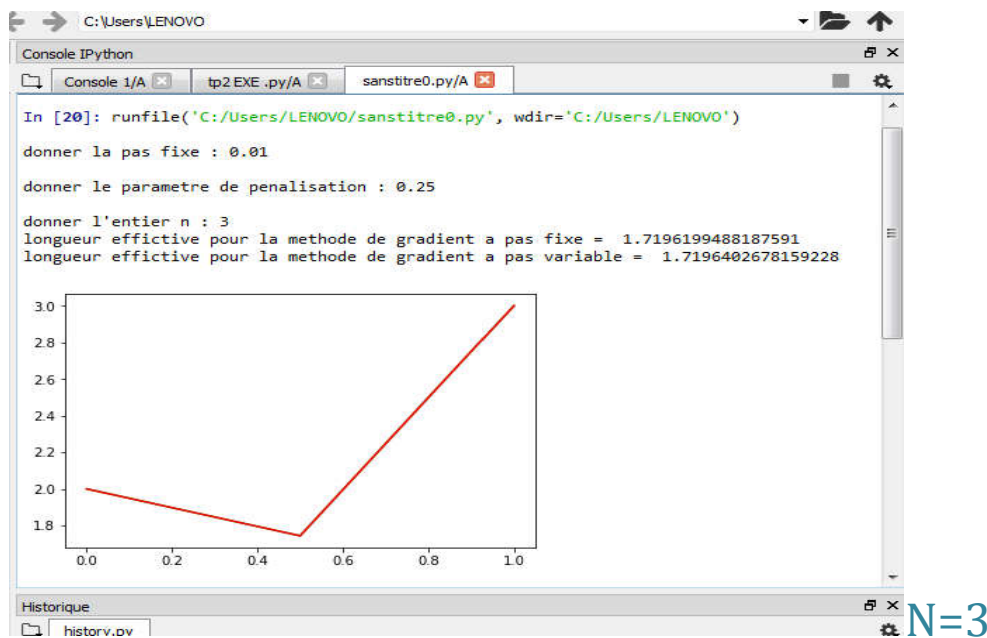 C:\Users\LENOVO
Console IPython
Console 1/A
tp2 EXE .py/A
sanstitre0.py/A
In [20]: runfile('C:/Users/LENOVO/sanstitre0.py', wdir='C:/Users/LENOVO')
donner la pas fixe : 0.01
donner le parametre de penalisation : 0.25
donner l'entier n : 3
longueur effictive pour la methode de gradient a pas fixe = 1.7196199488187591
longueur effictive pour la methode de gradient a pas variable = 1.7196402678159228
3.0
2.8
2.6
2.4
2.2
2.0
1.8
0.0 0.2 0.4 0.6 0.8 1.0
Historique
history.py
N=3